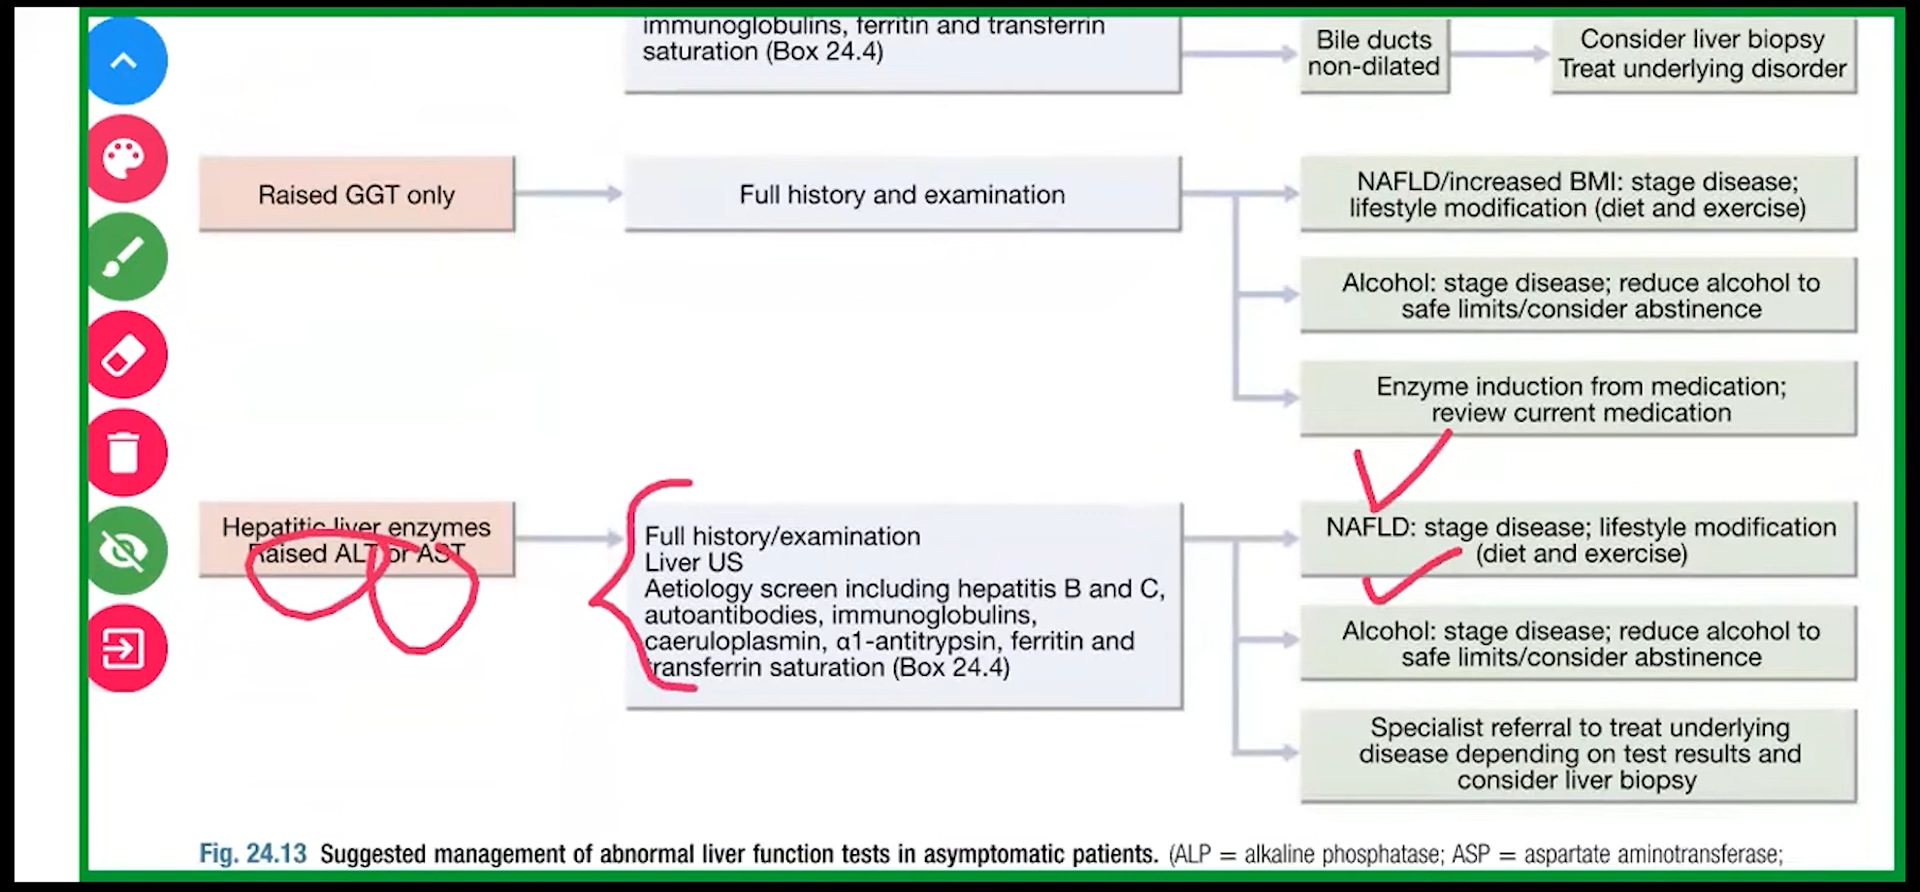 immunoglobulins, ferritin and transferrin
saturation (Box 24.4)
Bile ducts
non-dilated
Consider liver biopsy
Treat underlying disorder
Raised GGT only
Full history and examination
NAFLD/increased BMI: stage disease;
lifestyle modification (diet and exercise)
Alcohol: stage disease; reduce alcohol to
safe limits/consider abstinence
Enzyme induction from medication;
review current medication
Hepatitic liver enzymes
Raised ALT or AST
Full history/examination
Liver US
Aetiology screen including hepatitis B and C,
autoantibodies, immunoglobulins,
caeruloplasmin, α1-antitrypsin, ferritin and
transferrin saturation (Box 24.4)
NAFLD: stage disease; lifestyle modification
(diet and exercise)
Alcohol: stage disease; reduce alcohol to
safe limits/consider abstinence
Specialist referral to treat underlying
disease depending on test results and
consider liver biopsy
Fig. 24.13 Suggested management of abnormal liver function tests in asymptomatic patients. (ALP = alkaline phosphatase; ASP = aspartate aminotransferase;